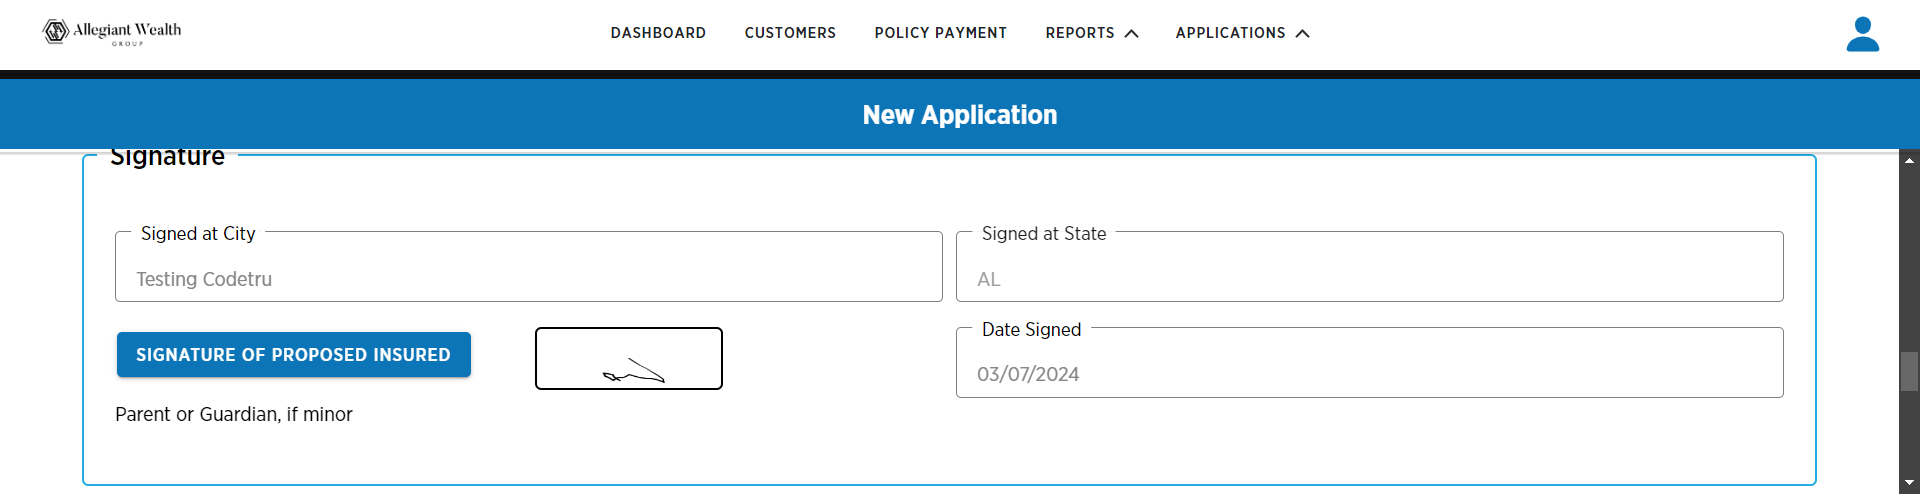 Allegiant Wealth
GROUP
DASHBOARD CUSTOMERS POLICY PAYMENT REPORTS APPLICATIONS
New Application
Signature
Signed at City
Testing Codetru
Signed at State
AL
SIGNATURE OF PROPOSED INSURED
Date Signed
03/07/2024
Parent or Guardian, if minor